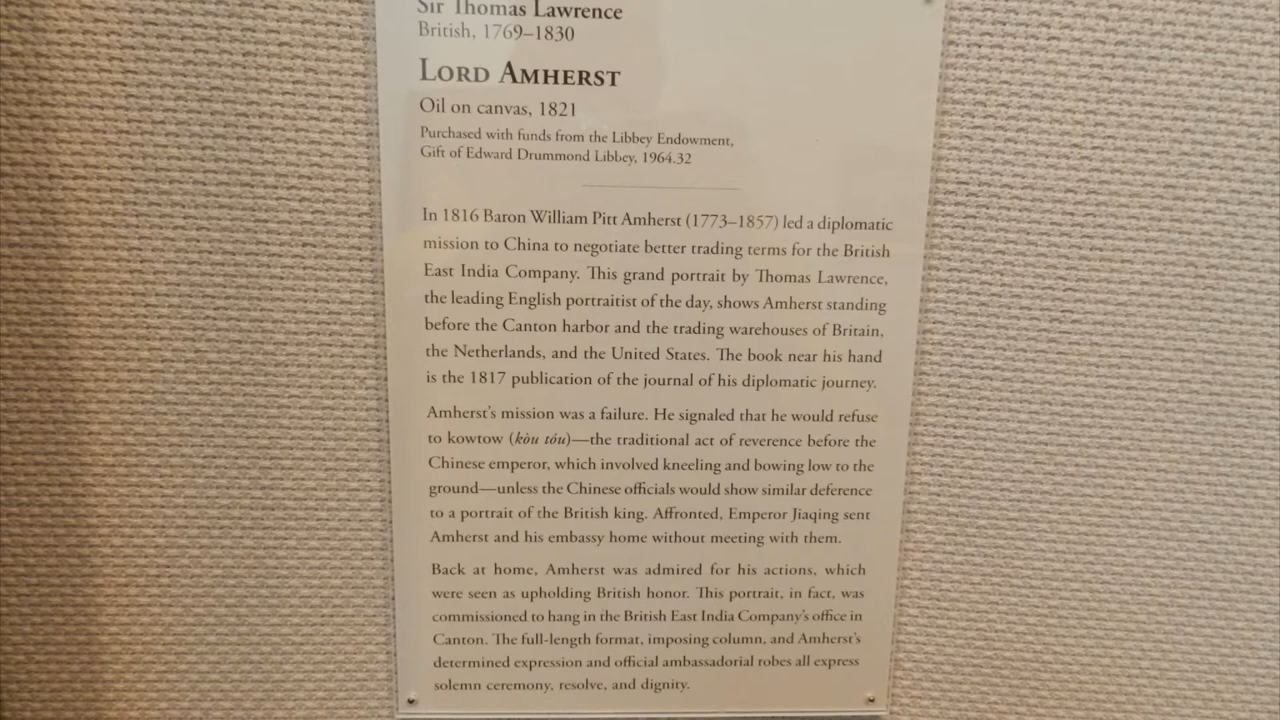 Sir Thomas Lawrence
British, 1769–1830
LORD AMHERST
Oil on canvas, 1821
Purchased with funds from the Libbey Endowment,
Gift of Edward Drummond Libbey, 1964.32
In 1816 Baron William Pitt Amherst (1773–1857) led a diplomatic
mission to China to negotiate better trading terms for the British
East India Company. This grand portrait by Thomas Lawrence,
the leading English portraitist of the day, shows Amherst standing
before the Canton harbor and the trading warehouses of Britain,
the Netherlands, and the United States. The book near his hand
is the 1817 publication of the journal of his diplomatic journey.
Amherst's mission was a failure. He signaled that he would refuse
to kowtow (kòu tóu)—the traditional act of reverence before the
Chinese emperor, which involved kneeling and bowing low to the
ground—unless the Chinese officials would show similar deference
to a portrait of the British king. Affronted, Emperor Jiaqing sent
Amherst and his embassy home without meeting with them.
Back at home, Amherst was admired for his actions, which
were seen as upholding British honor. This portrait, in fact, was
commissioned to hang in the British East India Company's office in
Canton. The full-length format, imposing column, and Amherst's
determined expression and official ambassadorial robes all express
solemn ceremony, resolve, and dignity.